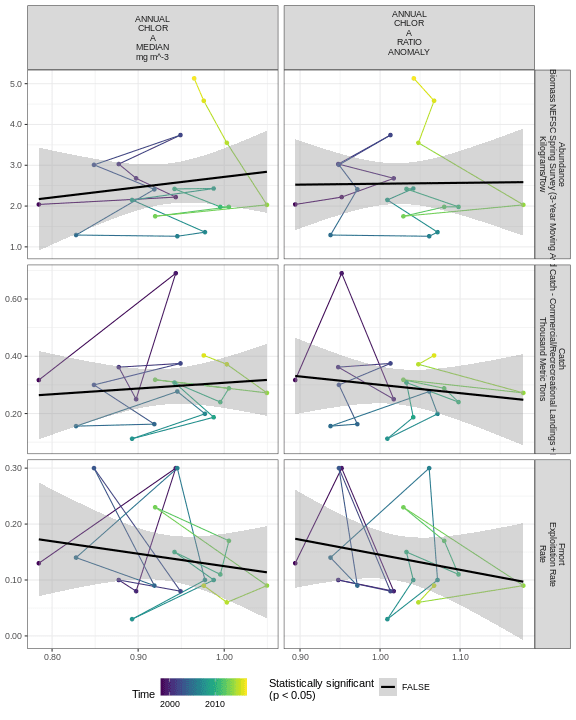 ANNUAL
CHLOR
A
MEDIAN
mg m^-3
ANNUAL
CHLOR
A
RATIO
ANOMALY
5.0
4.0
3.0
2.0
1.0
Abundance
Biomass NEFSC Spring Survey (3-Year Moving
Kilograms/Tow
0.60
0.40
0.20
Catch
Catch - Commercial/Recreational Landings +
Thousand Metric Tons
0.30
0.20
0.10
0.00
Fmort
Exploitation Rate
Rate
0.80
0.90
1.00
0.90
1.00
1.10
Time
2000
2010
Statistically significant
(p < 0.05)
FALSE